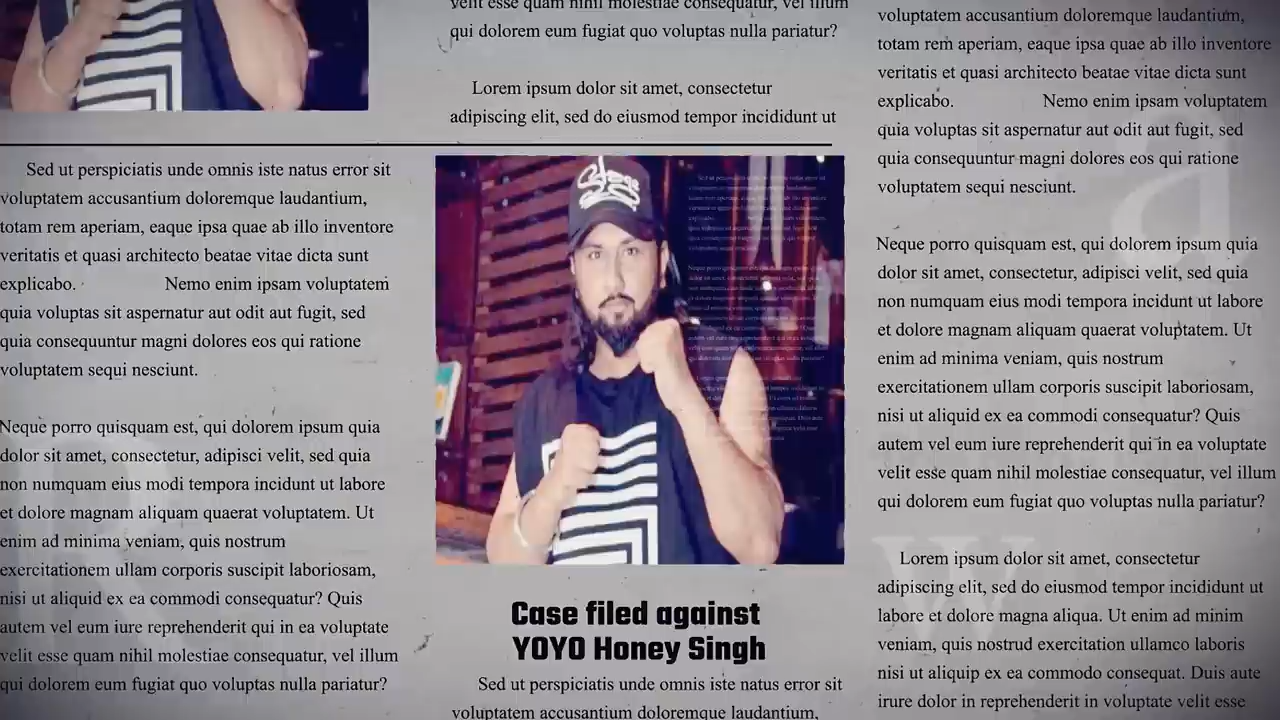 velit esse quam nihil molestiae consequatur, vel illum
qui dolorem eum fugiat quo voluptas nulla pariatur?
Lorem ipsum dolor sit amet, consectetur
adipiscing elit, sed do eiusmod tempor incididunt ut
Sed ut perspiciatis unde omnis iste natus error sit
voluptatem accusantium doloremque laudantium,
totam rem aperiam, eaque ipsa quae ab illo inventore
veritatis et quasi architecto beatae vitae dicta sunt
explicabo. Nemo enim ipsam voluptatem
quia voluptas sit aspernatur aut odit aut fugit, sed
quia consequuntur magni dolores eos qui ratione
voluptatem sequi nesciunt.
Neque porro quisquam est, qui dolorem ipsum quia
dolor sit amet, consectetur, adipisci velit, sed quia
non numquam eius modi tempora incidunt ut labore
et dolore magnam aliquam quaerat voluptatem. Ut
enim ad minima veniam, quis nostrum
exercitationem ullam corporis suscipit laboriosam,
nisi ut aliquid ex ea commodi consequatur? Quis
autem vel eum iure reprehenderit qui in ea voluptate
velit esse quam nihil molestiae consequatur, vel illum
qui dolorem eum fugiat quo voluptas nulla pariatur?
Case filed against
YOYO Honey Singh
Sed ut perspiciatis unde omnis iste natus error sit
voluptatem accusantium doloremque laudantium,
voluptatem accusantium doloremque laudantium,
totam rem aperiam, eaque ipsa quae ab illo inventore
veritatis et quasi architecto beatae vitae dicta sunt
explicabo. Nemo enim ipsam voluptatem
quia voluptas sit aspernatur aut odit aut fugit, sed
quia consequuntur magni dolores eos qui ratione
voluptatem sequi nesciunt.
Neque porro quisquam est, qui dolorem ipsum quia
dolor sit amet, consectetur, adipisci velit, sed quia
non numquam eius modi tempora incidunt ut labore
et dolore magnam aliquam quaerat voluptatem. Ut
enim ad minima veniam, quis nostrum
exercitationem ullam corporis suscipit laboriosam,
nisi ut aliquid ex ea commodi consequatur? Quis
autem vel eum iure reprehenderit qui in ea voluptate
velit esse quam nihil molestiae consequatur, vel illum
qui dolorem eum fugiat quo voluptas nulla pariatur?
Lorem ipsum dolor sit amet, consectetur
adipiscing elit, sed do eiusmod tempor incididunt ut
labore et dolore magna aliqua. Ut enim ad minim
veniam, quis nostrud exercitation ullamco laboris
nisi ut aliquip ex ea commodo consequat. Duis aute
irure dolor in reprehenderit in voluptate velit esse